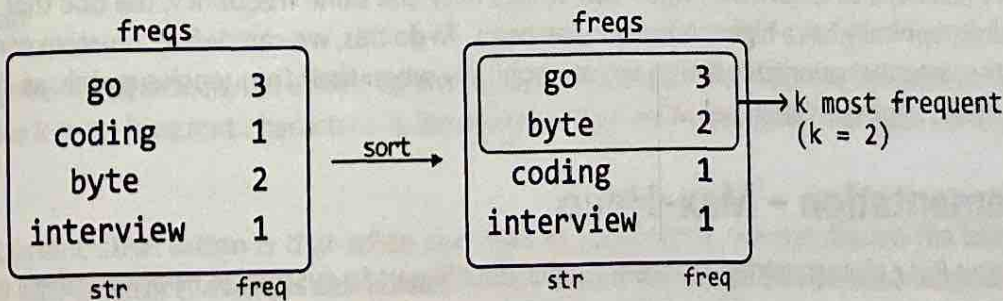 freqs
go 3
coding 1
byte 2
interview 1
str freq
sort
freqs
go 3
byte 2
coding 1
interview 1
str freq
k most frequent
(k = 2)